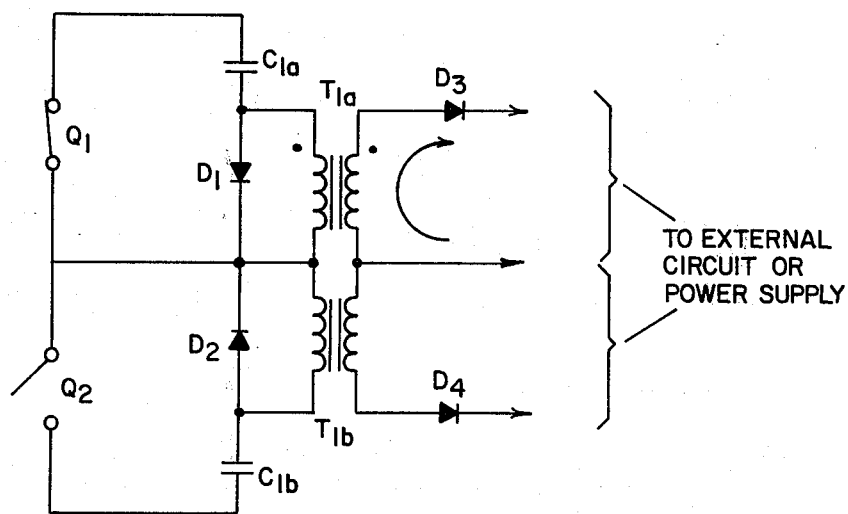 C1a
T1a
D3
Q1
D1
TO EXTERNAL
CIRCUIT OR
POWER SUPPLY
D2
Q2
D4
T1b
C1b